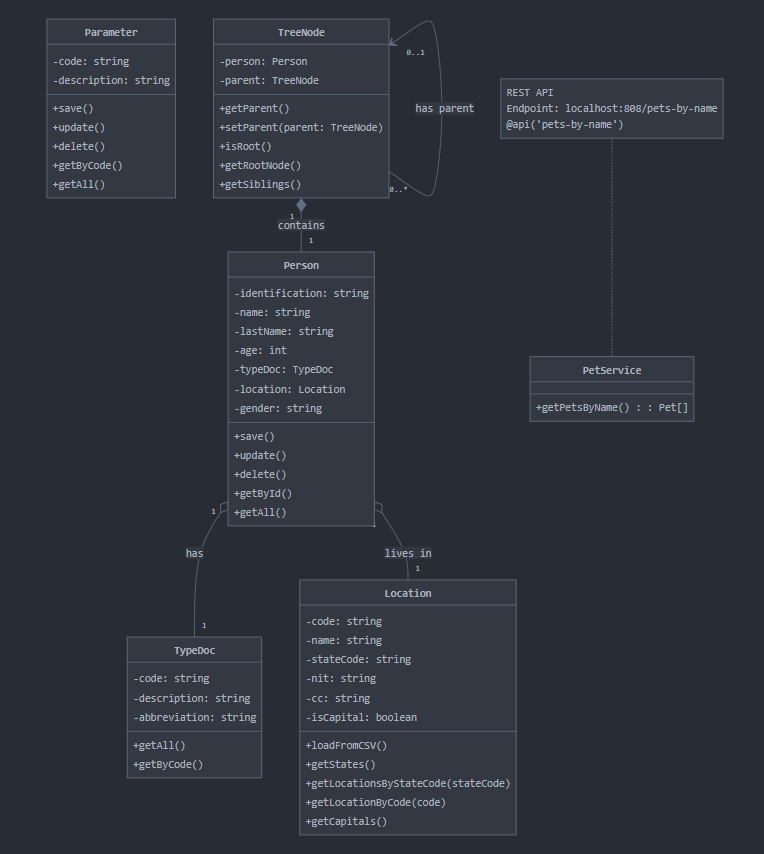 Parameter
-code: string
-description: string
+save()
+update()
+delete()
+getByCode()
+getAll()
TreeNode
-person: Person
-parent: TreeNode
+getParent()
+setParent(parent: TreeNode)
+isRoot()
+getRootNode()
+getSiblings()
0..1
has parent
0..*
REST API
Endpoint: localhost:808/pets-by-name
@api('pets-by-name')
1
contains
1
Person
-identification: string
-name: string
-lastName: string
-age: int
-typeDoc: TypeDoc
-location: Location
-gender: string
+save()
+update()
+delete()
+getById()
+getAll()
PetService
+getPetsByName() : : Pet[]
1
has
1
1
lives in
1
TypeDoc
-code: string
-description: string
-abbreviation: string
+getAll()
+getByCode()
Location
-code: string
-name: string
-stateCode: string
-nit: string
-cc: string
-isCapital: boolean
+loadFromCSV()
+getStates()
+getLocationsByStateCode(stateCode)
+getLocationByCode(code)
+getCapitals()